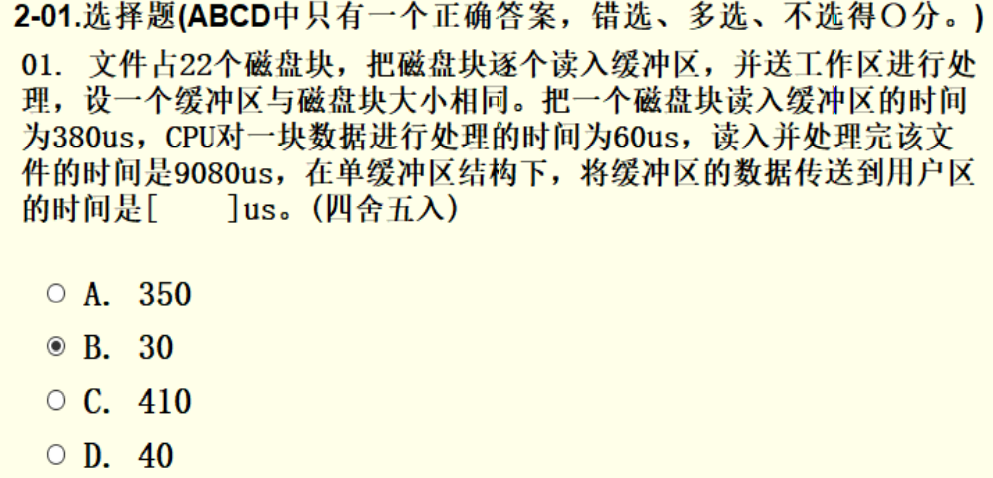 2-01.选择题(ABCD中只有一个正确答案，错选、多选、不选得〇分。)
01. 文件占22个磁盘块，把磁盘块逐个读入缓冲区，并送工作区进行处
理，设一个缓冲区与磁盘块大小相同。把一个磁盘块读入缓冲区的时间
为380us，CPU对一块数据进行处理的时间为60us，读入并处理完该文
件的时间是9080us，在单缓冲区结构下，将缓冲区的数据传送到用户区
的时间是[ ]us。(四舍五入)
A. 350
B. 30
C. 410
D. 40